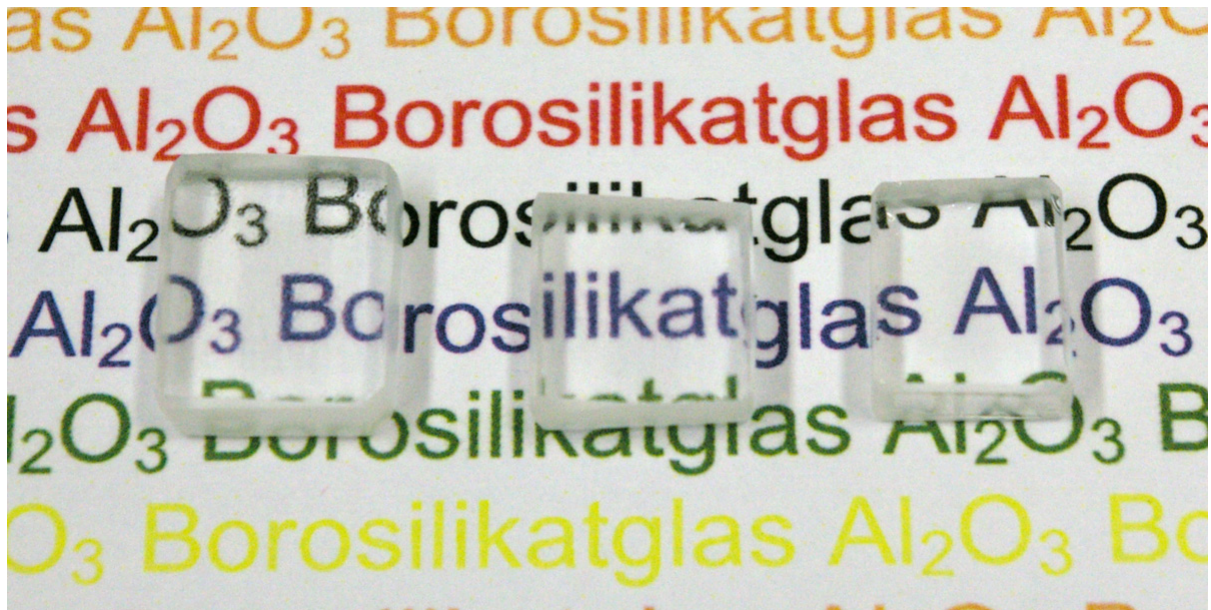 as Al₂O₃ Borosilikatglas Al₂O
s Al₂O₃ Borosilikatglas Al₂O₃
Al₂O₃ Borosilikatglas Al₂O₃
Al₂O₃ Borosilikatglas Al₂O₃
l₂O₃ Borosilikatglas Al₂O₃ B
O₃ Borosilikatglas Al₂O₃ Bo